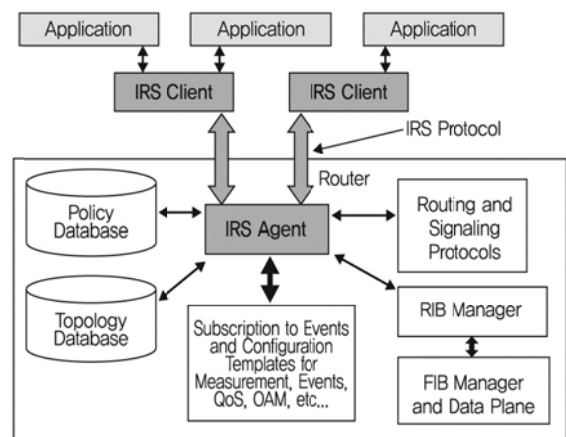 Application
Application
Application
IRS Client
IRS Client
IRS Protocol
Router
Policy
Database
IRS Agent
Routing and
Signaling
Protocols
Topology
Database
Subscription to Events
and Configuration
Templates for
Measurement, Events,
QoS, OAM, etc...
RIB Manager
FIB Manager
and Data Plane